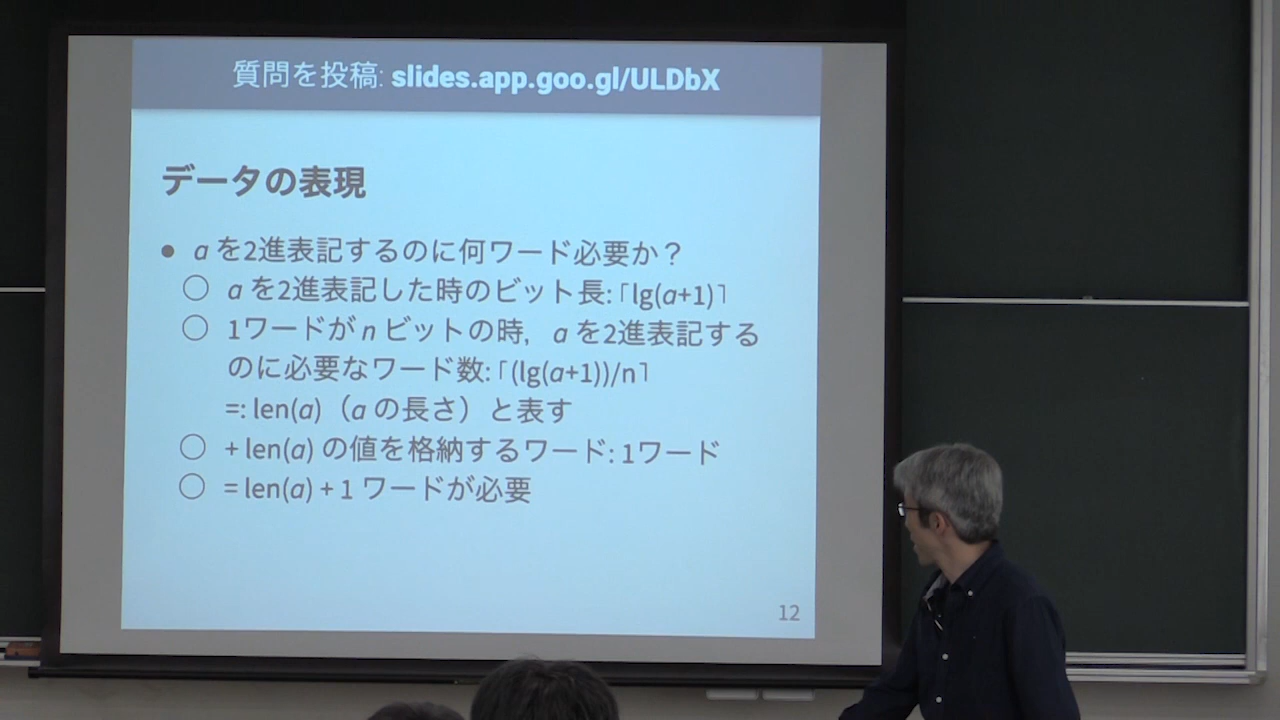 質問を投稿: slides.app.goo.gl/ULDbX
データの表現
● a を2進表記するのに何ワード必要か？
○ a を2進表記した時のビット長:「lg(a+1)˥
○ 1ワードが n ビットの時，a を2進表記する
のに必要なワード数:「(lg(a+1))/n˥
=: len(a)（a の長さ）と表す
○ + len(a) の値を格納するワード: 1ワード
○ = len(a) + 1 ワードが必要
12